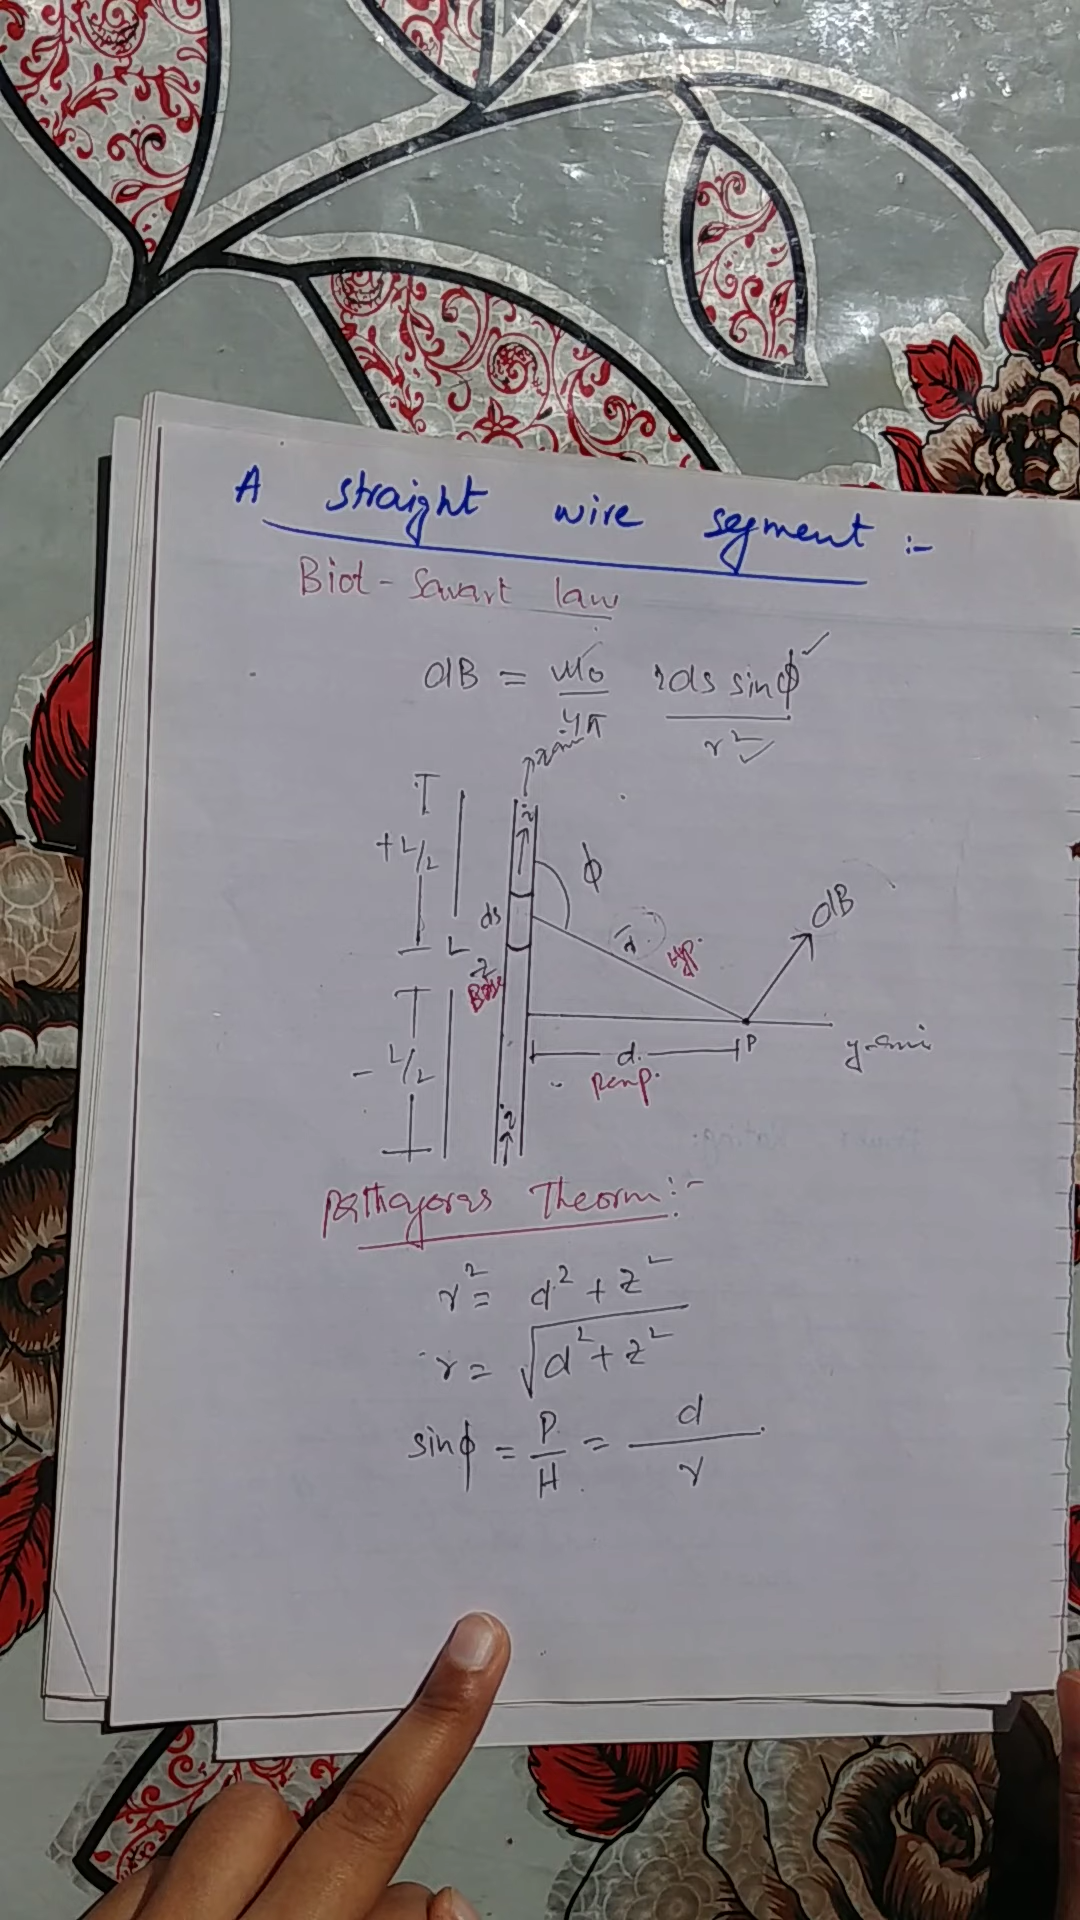 A straight wire segment :-
Biot - Savart law
dB = μ0/4π ids sinφ/r²
+L/2
i
φ
ds
L
r
Hyp.
dB
z
Base
P
y-axis
d
perp.
- L/2
i
Pathagoras Theorm :-
r² = d² + z²
r = √d² + z²
sinφ = P/H = d/r